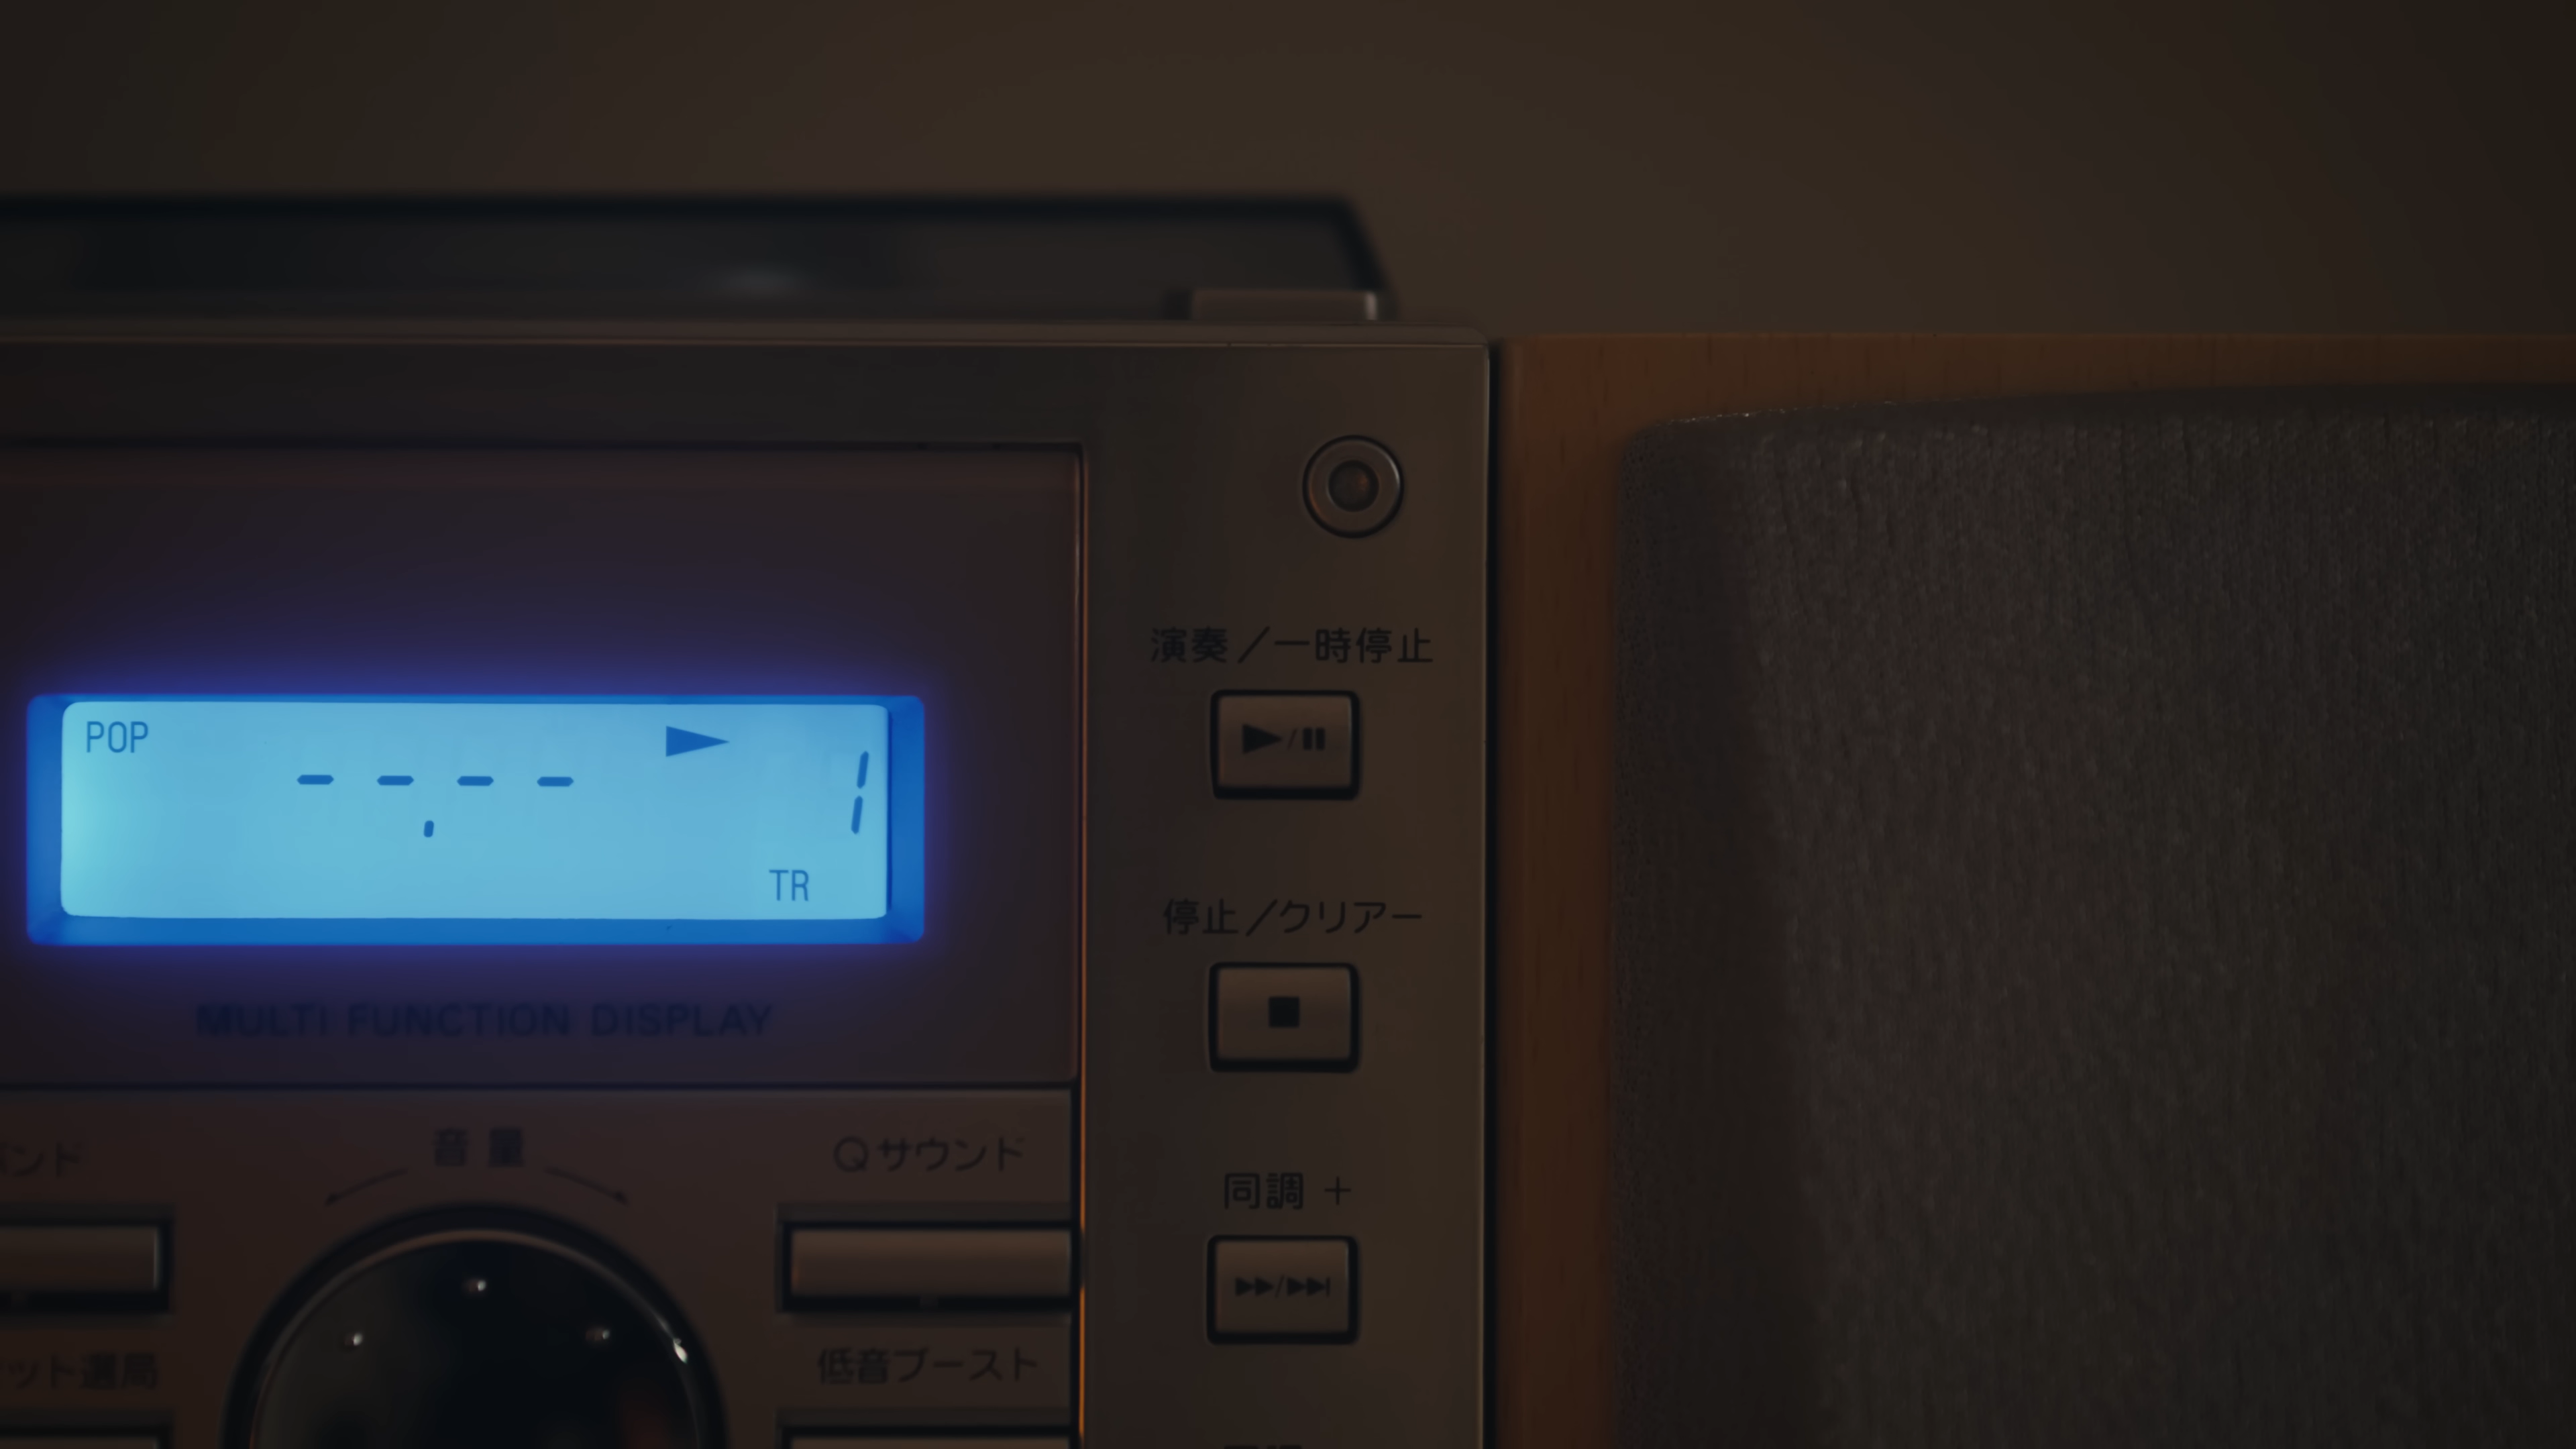 演奏／一時停止
POP
- - - -
1
TR
停止／クリアー
MULTI FUNCTION DISPLAY
音量
Qサウンド
同調 +
低音ブースト